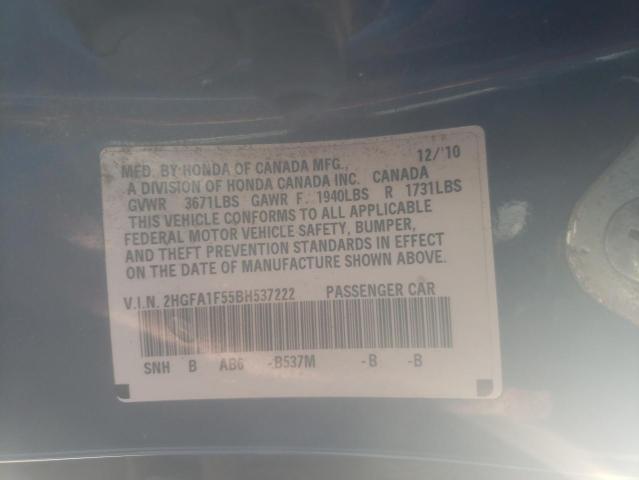 MFD. BY HONDA OF CANADA MFG., 12/'10
A DIVISION OF HONDA CANADA INC. CANADA
GVWR 3671LBS GAWR F. 1940LBS R 1731LBS
THIS VEHICLE CONFORMS TO ALL APPLICABLE
FEDERAL MOTOR VEHICLE SAFETY, BUMPER,
AND THEFT PREVENTION STANDARDS IN EFFECT
ON THE DATE OF MANUFACTURE SHOWN ABOVE.
V.I.N. 2HGFA1F55BH537222 PASSENGER CAR
SNH B AB6 -B537M -B -B